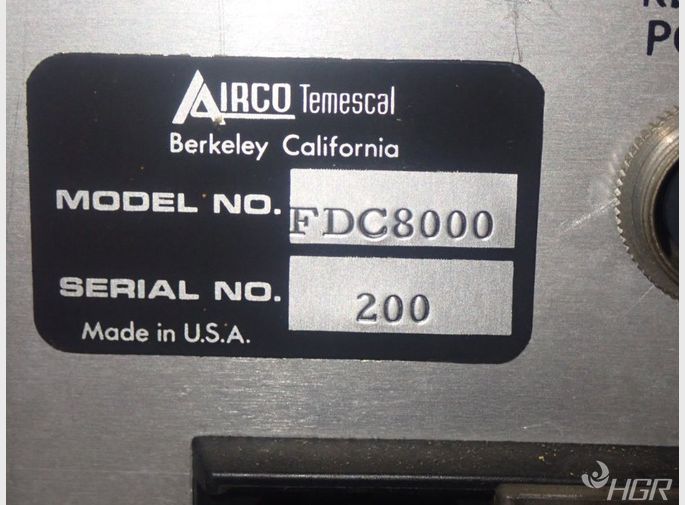 AIRCO Temescal
Berkeley California
MODEL NO. FDC8000
SERIAL NO. 200
Made in U.S.A.
HGR